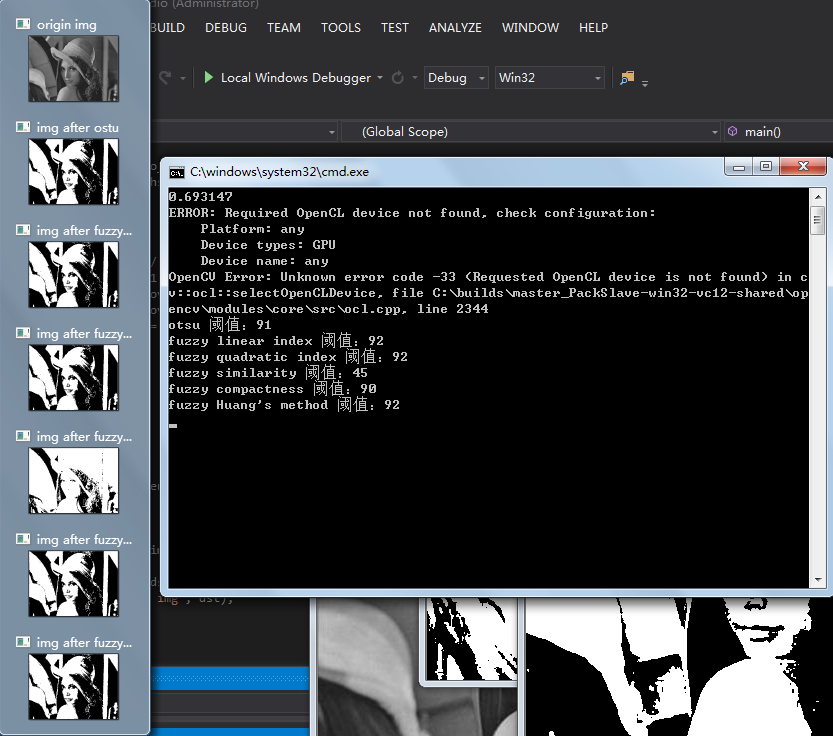 dio (Administrator)
BUILD DEBUG TEAM TOOLS TEST ANALYZE WINDOW HELP
Local Windows Debugger Debug Win32
(Global Scope) main()
origin img
img after ostu
img after fuzzy...
img after fuzzy...
img after fuzzy...
img after fuzzy...
img after fuzzy...
C:\windows\system32\cmd.exe
0.693147
ERROR: Required OpenCL device not found, check configuration:
Platform: any
Device types: GPU
Device name: any
OpenCV Error: Unknown error code -33 (Requested OpenCL device is not found) in c
v::ocl::selectOpenCLDevice, file C:\builds\master_PackSlave-win32-vc12-shared\op
encv\modules\core\src\ocl.cpp, line 2344
otsu 阈值：91
fuzzy linear index 阈值：92
fuzzy quadratic index 阈值：92
fuzzy similarity 阈值：45
fuzzy compactness 阈值：90
fuzzy Huang's method 阈值：92
img", dst);